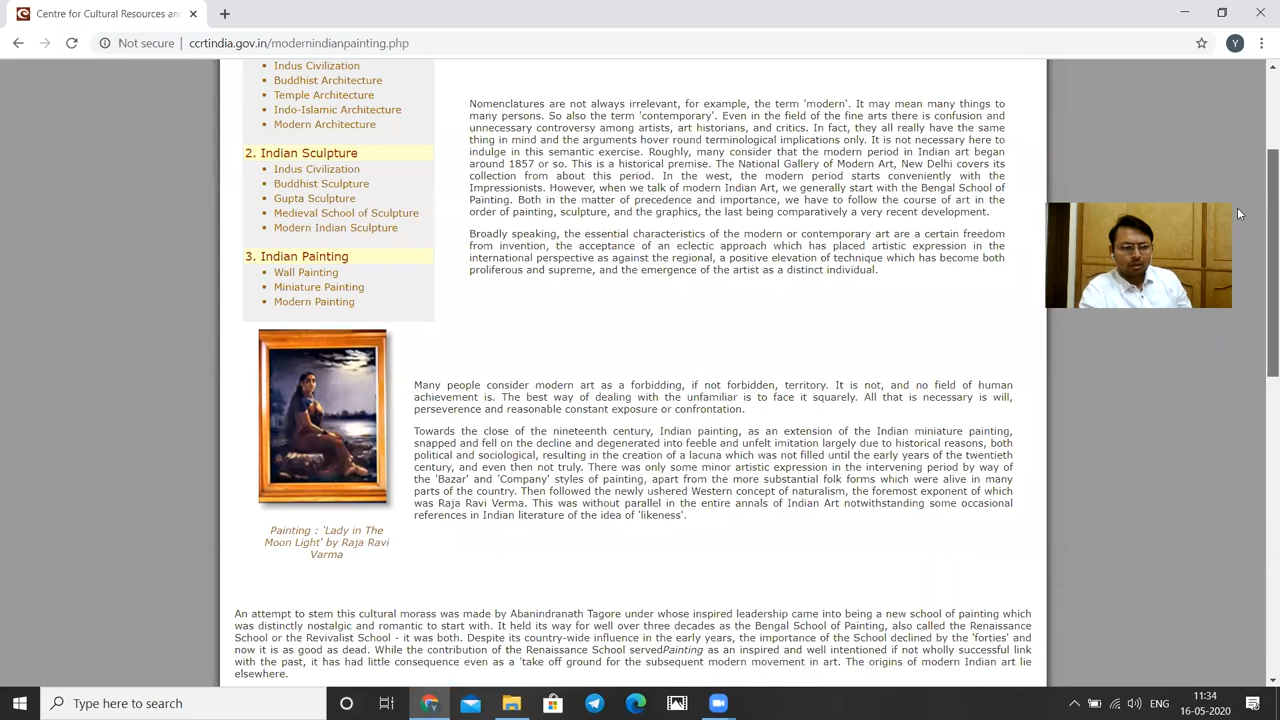 Centre for Cultural Resources an
Not secure
ccrtindia.gov.in/modernindianpainting.php
Y
Indus Civilization
Buddhist Architecture
Temple Architecture
Indo-Islamic Architecture
Modern Architecture
2. Indian Sculpture
Indus Civilization
Buddhist Sculpture
Gupta Sculpture
Medieval School of Sculpture
Modern Indian Sculpture
3. Indian Painting
Wall Painting
Miniature Painting
Modern Painting
Nomenclatures are not always irrelevant, for example, the term 'modern'. It may mean many things to
many persons. So also the term 'contemporary'. Even in the field of the fine arts there is confusion and
unnecessary controversy among artists, art historians, and critics. In fact, they all really have the same
thing in mind and the arguments hover round terminological implications only. It is not necessary here to
indulge in this semantic exercise. Roughly, many consider that the modern period in Indian art began
around 1857 or so. This is a historical premise. The National Gallery of Modern Art, New Delhi covers its
collection from about this period. In the west, the modern period starts conveniently with the
Impressionists. However, when we talk of modern Indian Art, we generally start with the Bengal School of
Painting. Both in the matter of precedence and importance, we have to follow the course of art in the
order of painting, sculpture, and the graphics, the last being comparatively a very recent development.
Broadly speaking, the essential characteristics of the modern or contemporary art are a certain freedom
from invention, the acceptance of an eclectic approach which has placed artistic expression in the
international perspective as against the regional, a positive elevation of technique which has become both
proliferous and supreme, and the emergence of the artist as a distinct individual.
Painting : 'Lady in The
Moon Light' by Raja Ravi
Varma
Many people consider modern art as a forbidding, if not forbidden, territory. It is not, and no field of human
achievement is. The best way of dealing with the unfamiliar is to face it squarely. All that is necessary is will,
perseverence and reasonable constant exposure or confrontation.
Towards the close of the nineteenth century, Indian painting, as an extension of the Indian miniature painting,
snapped and fell on the decline and degenerated into feeble and unfelt imitation largely due to historical reasons, both
political and sociological, resulting in the creation of a lacuna which was not filled until the early years of the twentieth
century, and even then not truly. There was only some minor artistic expression in the intervening period by way of
the 'Bazar' and 'Company' styles of painting, apart from the more substantial folk forms which were alive in many
parts of the country. Then followed the newly ushered Western concept of naturalism, the foremost exponent of which
was Raja Ravi Verma. This was without parallel in the entire annals of Indian Art notwithstanding some occasional
references in Indian literature of the idea of 'likeness'.
An attempt to stem this cultural morass was made by Abanindranath Tagore under whose inspired leadership came into being a new school of painting which
was distinctly nostalgic and romantic to start with. It held its way for well over three decades as the Bengal School of Painting, also called the Renaissance
School or the Revivalist School - it was both. Despite its country-wide influence in the early years, the importance of the School declined by the 'forties' and
now it is as good as dead. While the contribution of the Renaissance School servedPainting as an inspired and well intentioned if not wholly successful link
with the past, it has had little consequence even as a 'take off ground for the subsequent modern movement in art. The origins of modern Indian art lie
elsewhere.
Type here to search
ENG
11:34
16-05-2020